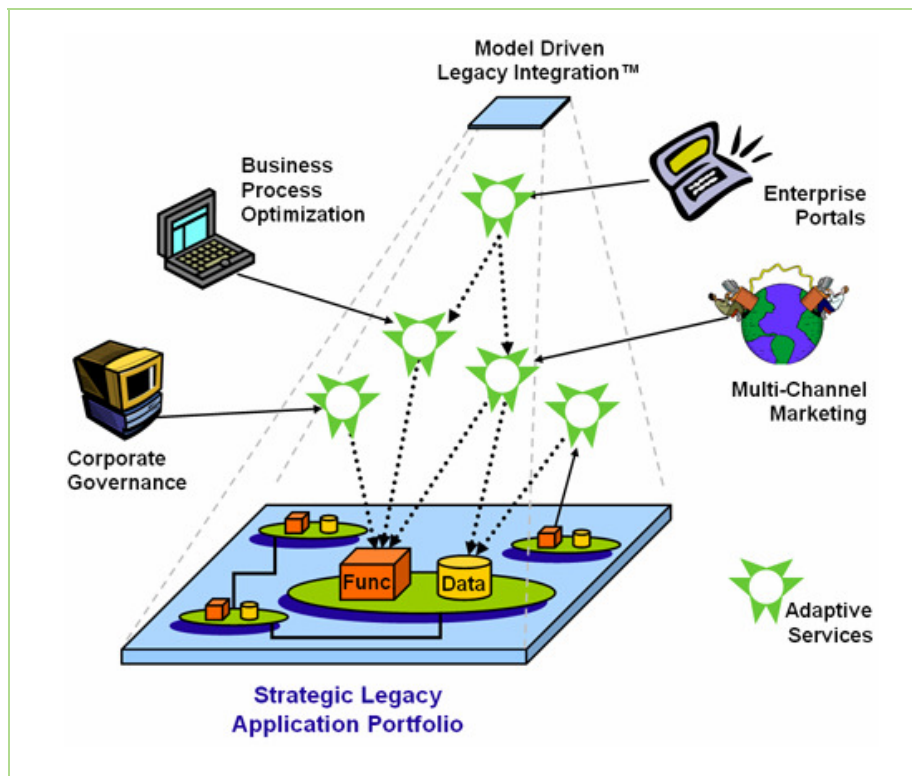 Model Driven
Legacy Integration™
Business
Process
Optimization
Enterprise
Portals
Multi-Channel
Marketing
Corporate
Governance
Func
Data
Adaptive
Services
Strategic Legacy
Application Portfolio